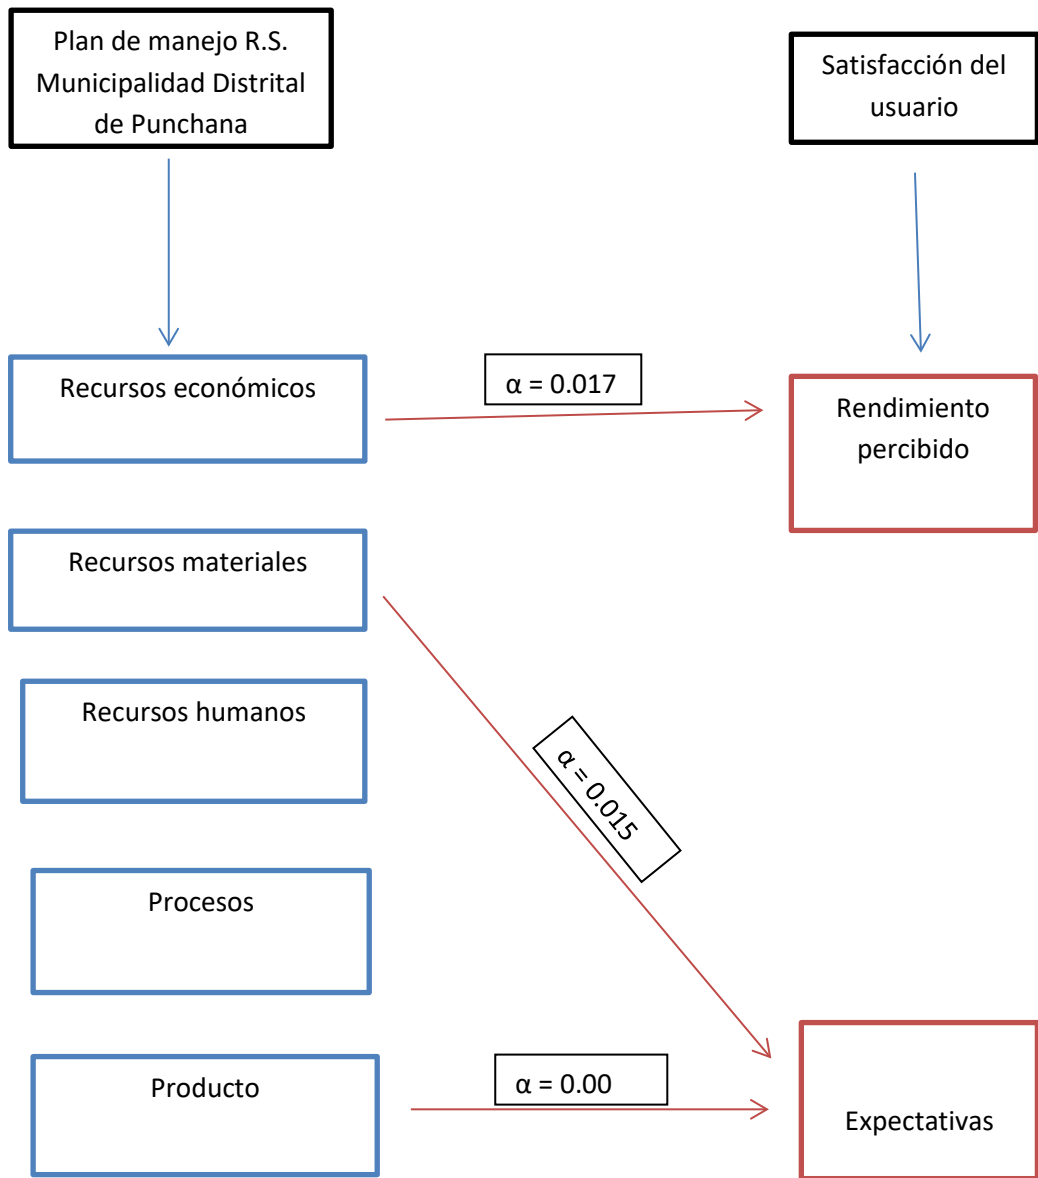 Plan de manejo R.S.
Municipalidad Distrital
de Punchana
Satisfacción del
usuario
Recursos económicos
α = 0.017
Rendimiento
percibido
Recursos materiales
Recursos humanos
α = 0.015
Procesos
Producto
α = 0.00
Expectativas